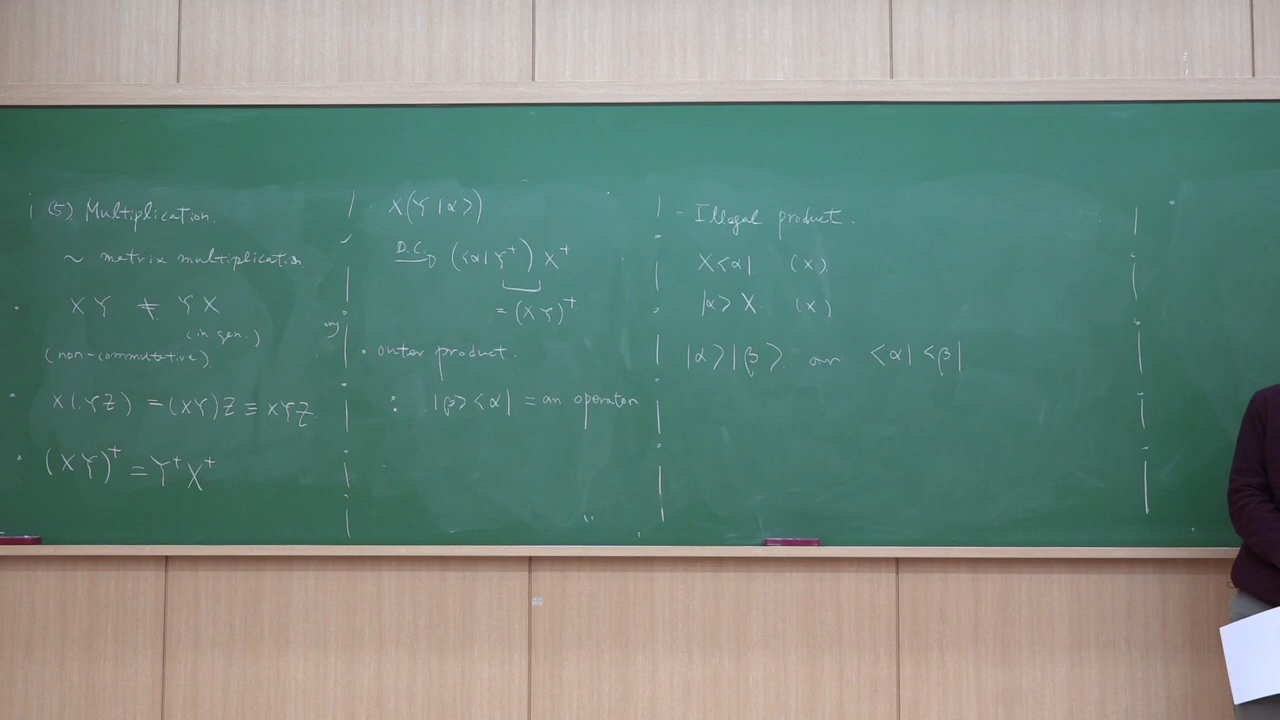 (5). Multiplication.
~ matrix multiplication.
· XY ≠ YX
(in gen.)
(non-commutative)
· X(YZ) = (XY)Z ≡ XYZ
· (XY)† = Y†X†
X(Y|α>)
D.C. → (<α|Y†) X†
= (XY)†
· outer product.
: |β><α| = an operator
- Illegal product.
X<α| (x)
|α> X. (x)
|α>|β> or <α|<β|